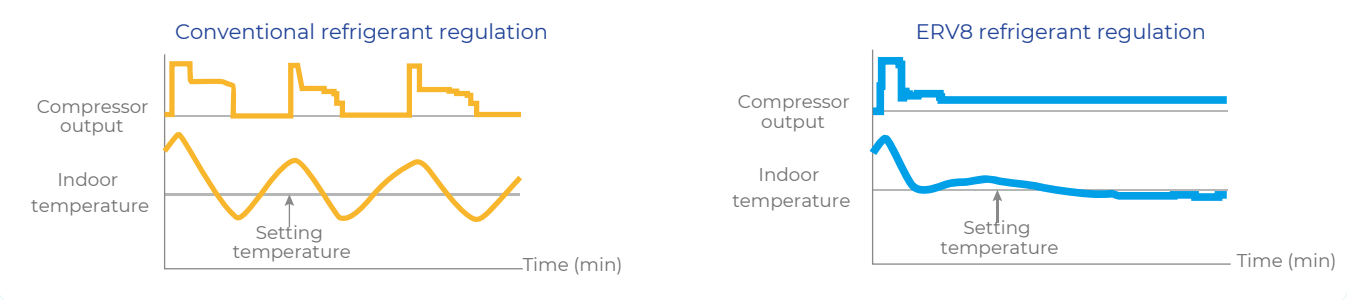 Conventional refrigerant regulation
Compressor
output
Indoor
temperature
Setting
temperature
Time (min)
ERV8 refrigerant regulation
Compressor
output
Indoor
temperature
Setting
temperature
Time (min)